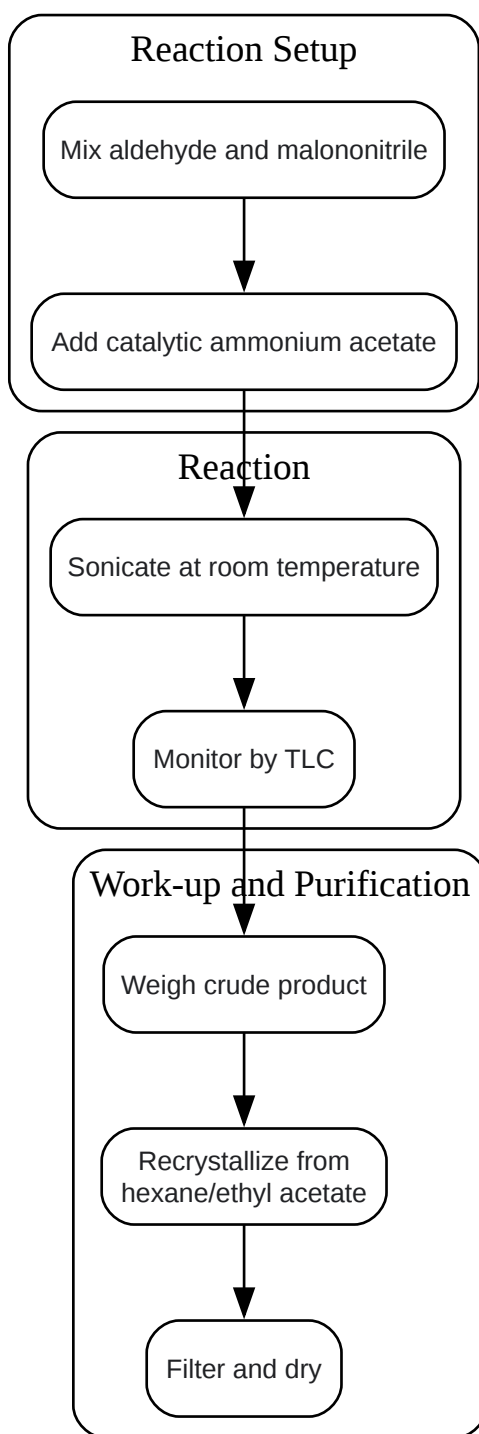 Reaction Setup
Mix aldehyde and malononitrile
Add catalytic ammonium acetate
Reaction
Sonicate at room temperature
Monitor by TLC
Work-up and Purification
Weigh crude product
Recrystallize from
hexane/ethyl acetate
Filter and dry